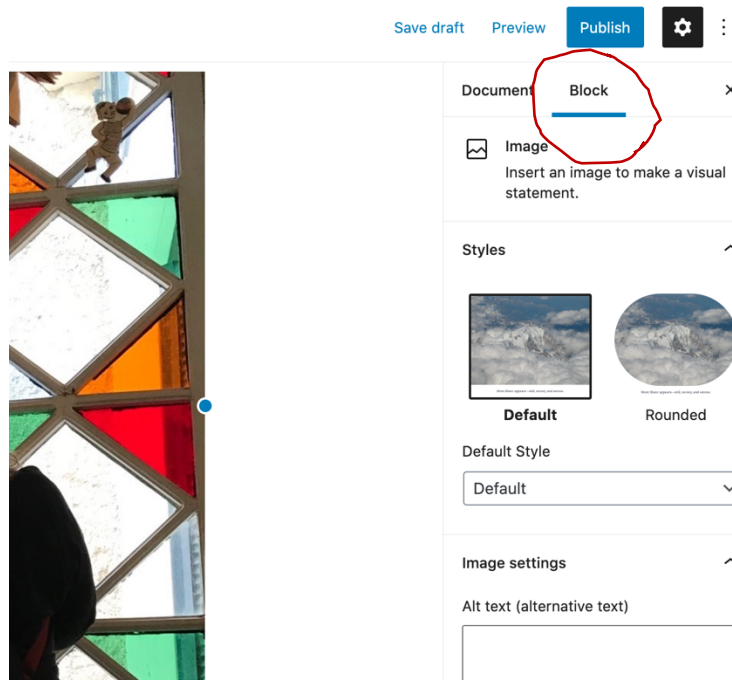 Save draft Preview Publish
Document Block
Image
Insert an image to make a visual
statement.
Styles
Default Rounded
Default Style
Default
Image settings
Alt text (alternative text)